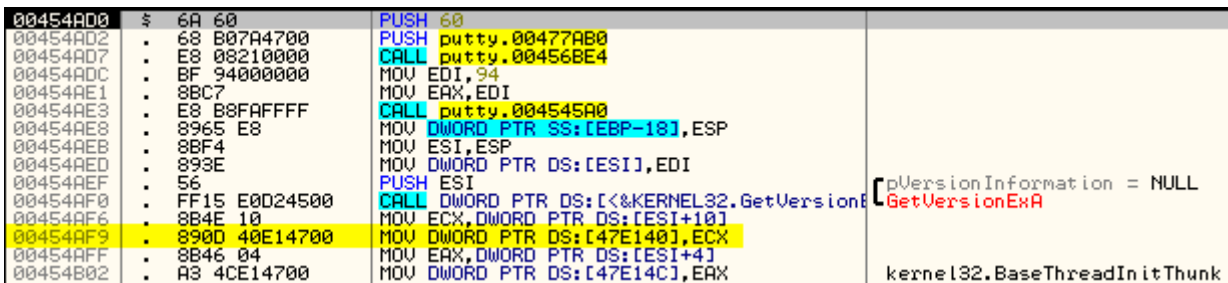 00454AD0 $ 6A 60 PUSH 60
00454AD2 . 68 B07A4700 PUSH putty.00477AB0
00454AD7 . E8 08210000 CALL putty.00456BE4
00454ADC . BF 94000000 MOV EDI,94
00454AE1 . 8BC7 MOV EAX,EDI
00454AE3 . E8 B8FAFFFF CALL putty.004545A0
00454AE8 . 8965 E8 MOV DWORD PTR SS:[EBP-18],ESP
00454AEB . 8BF4 MOV ESI,ESP
00454AED . 893E MOV DWORD PTR DS:[ESI],EDI
00454AEF . 56 PUSH ESI pVersionInformation = NULL
00454AF0 . FF15 E0D24500 CALL DWORD PTR DS:[<&KERNEL32.GetVersionE GetVersionExA
00454AF6 . 8B4E 10 MOV ECX,DWORD PTR DS:[ESI+10]
00454AF9 . 890D 40E14700 MOV DWORD PTR DS:[47E140],ECX
00454AFF . 8B46 04 MOV EAX,DWORD PTR DS:[ESI+4]
00454B02 . A3 4CE14700 MOV DWORD PTR DS:[47E14C],EAX kernel32.BaseThreadInitThunk